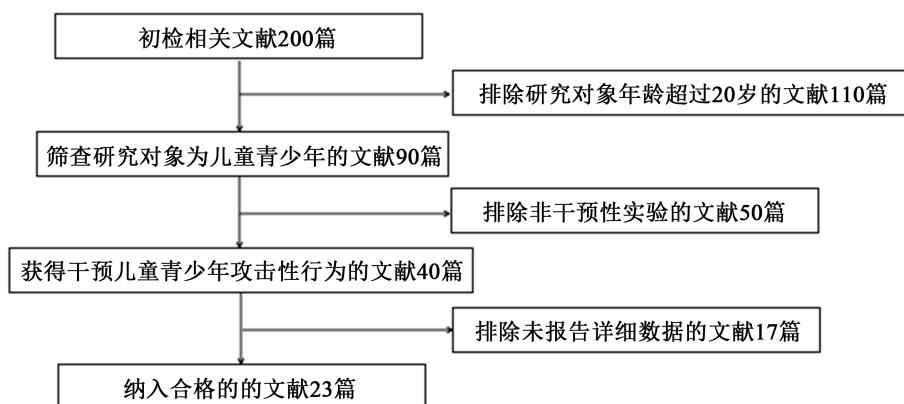 初检相关文献200篇
排除研究对象年龄超过20岁的文献110篇
筛查研究对象为儿童青少年的文献90篇
排除非干预性实验的文献50篇
获得干预儿童青少年攻击性行为的文献40篇
排除未报告详细数据的文献17篇
纳入合格的的文献23篇